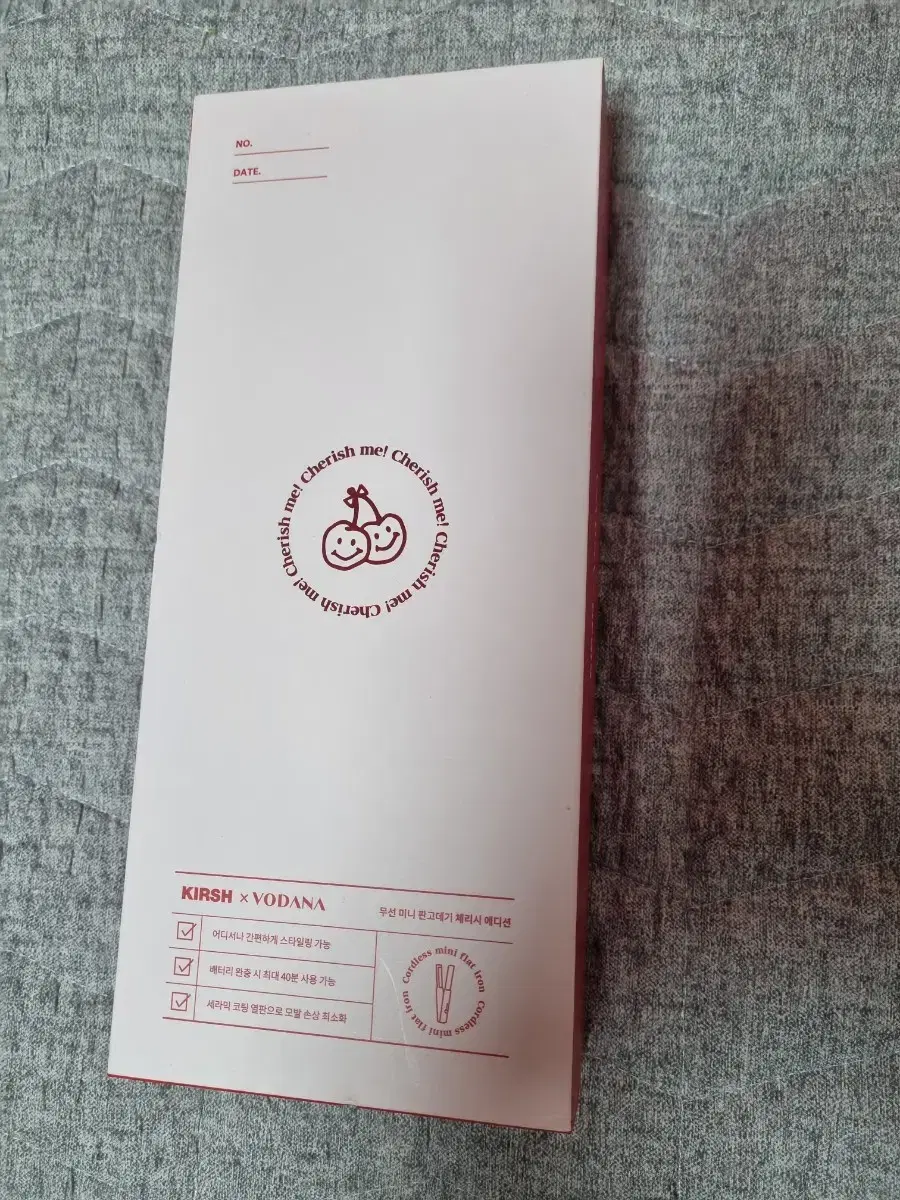 NO.
DATE.
Cherish me! Cherish me! Cherish me! Cherish me! Cherish me!
KIRSH × VODANA
무선 미니 판고데기 체리시 에디션
어디서나 간편하게 스타일링 가능
배터리 완충 시 최대 40분 사용 가능
세라믹 코팅 열판으로 모발 손상 최소화
Cordless mini flat iron Cordless mini flat iron